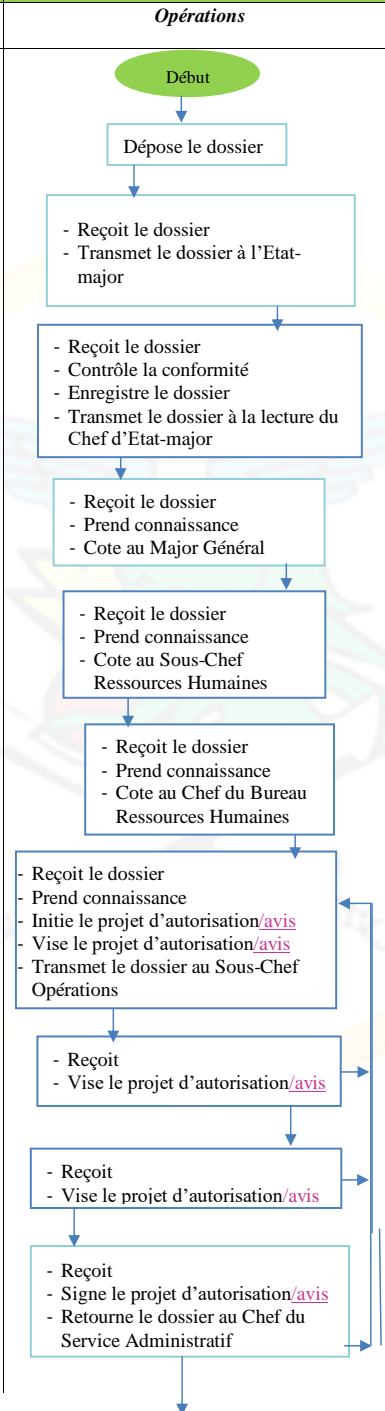 Opérations
Début
Dépose le dossier
- Reçoit le dossier
- Transmet le dossier à l’Etat-
major
- Reçoit le dossier
- Contrôle la conformité
- Enregistre le dossier
- Transmet le dossier à la lecture du
Chef d’Etat-major
- Reçoit le dossier
- Prend connaissance
- Cote au Major Général
- Reçoit le dossier
- Prend connaissance
- Cote au Sous-Chef
Ressources Humaines
- Reçoit le dossier
- Prend connaissance
- Cote au Chef du Bureau
Ressources Humaines
- Reçoit le dossier
- Prend connaissance
- Initie le projet d’autorisation/avis
- Vise le projet d’autorisation/avis
- Transmet le dossier au Sous-Chef
Opérations
- Reçoit
- Vise le projet d’autorisation/avis
- Reçoit
- Vise le projet d’autorisation/avis
- Reçoit
- Signe le projet d’autorisation/avis
- Retourne le dossier au Chef du
Service Administratif